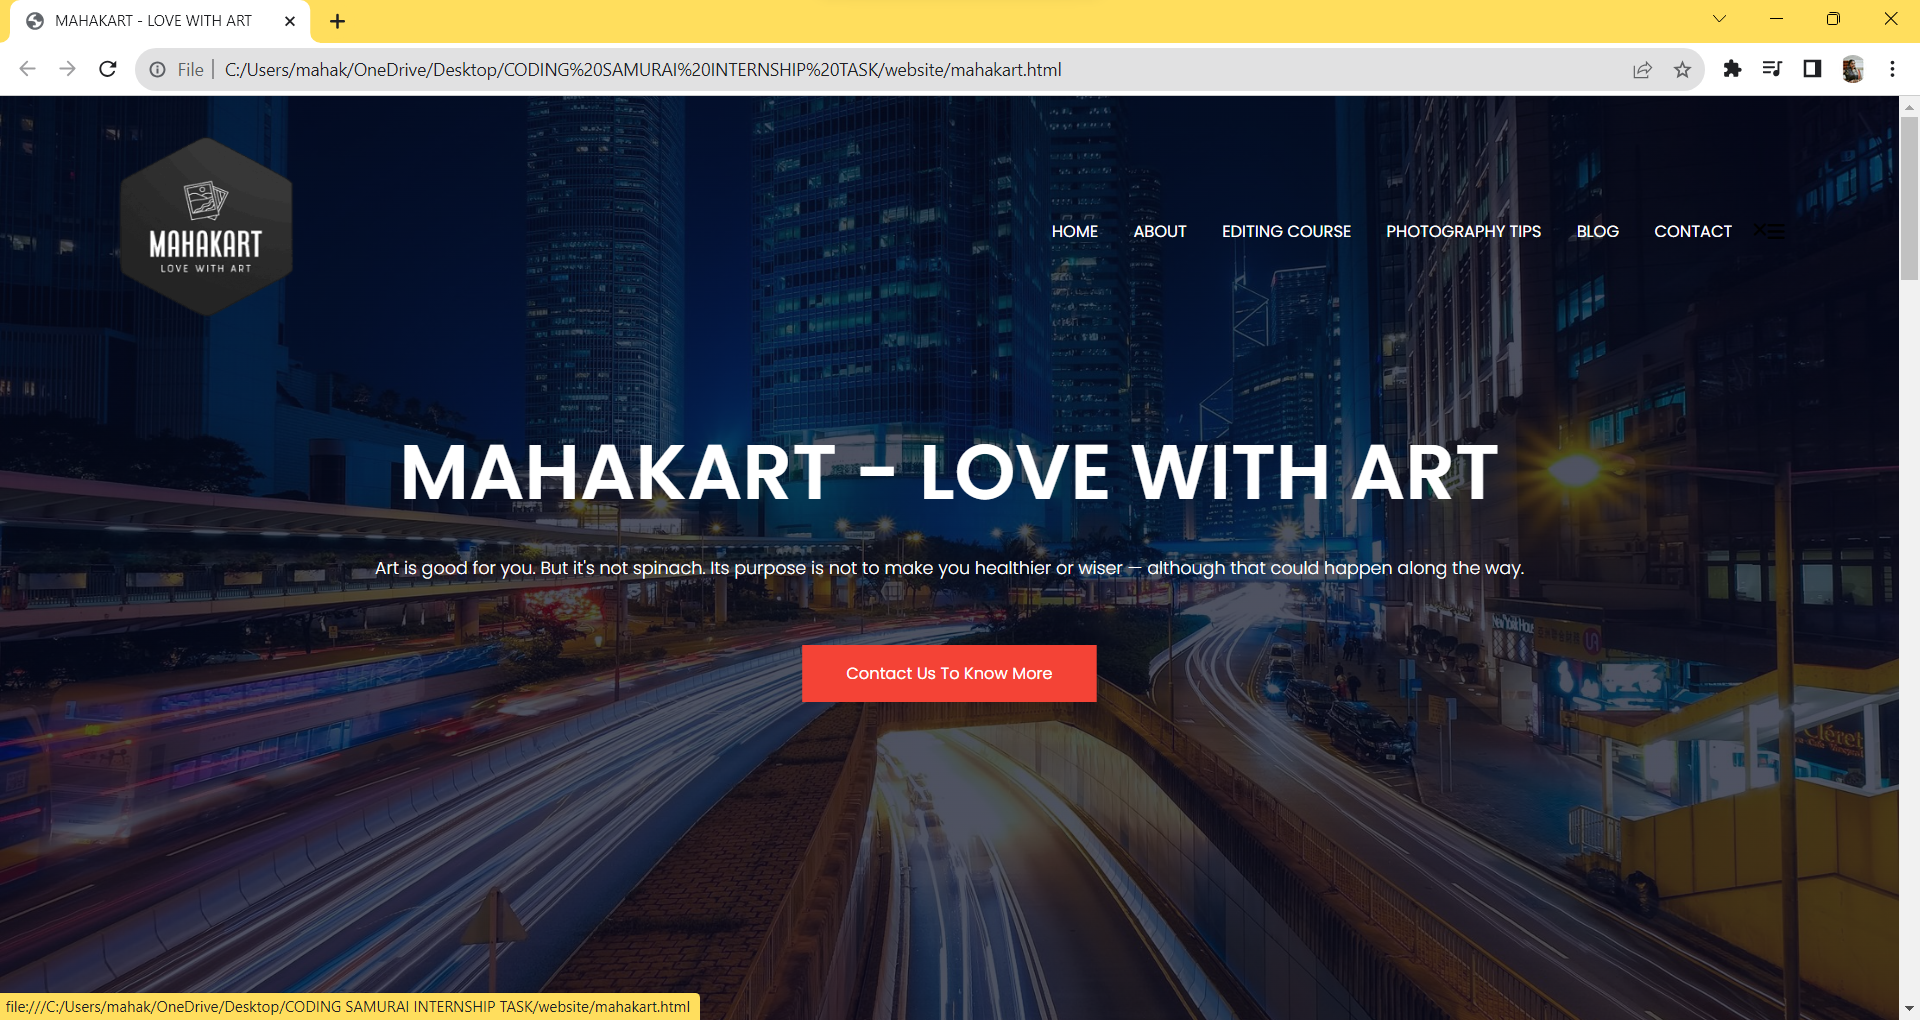 MAHAKART - LOVE WITH ART
File
C:/Users/mahak/OneDrive/Desktop/CODING%20SAMURAI%20INTERNSHIP%20TASK/website/mahakart.html
MAHAKART
LOVE WITH ART
HOME ABOUT EDITING COURSE PHOTOGRAPHY TIPS BLOG CONTACT
MAHAKART - LOVE WITH ART
Art is good for you. But it's not spinach. Its purpose is not to make you healthier or wiser — although that could happen along the way.
Contact Us To Know More
Cléret
file:///C:/Users/mahak/OneDrive/Desktop/CODING SAMURAI INTERNSHIP TASK/website/mahakart.html